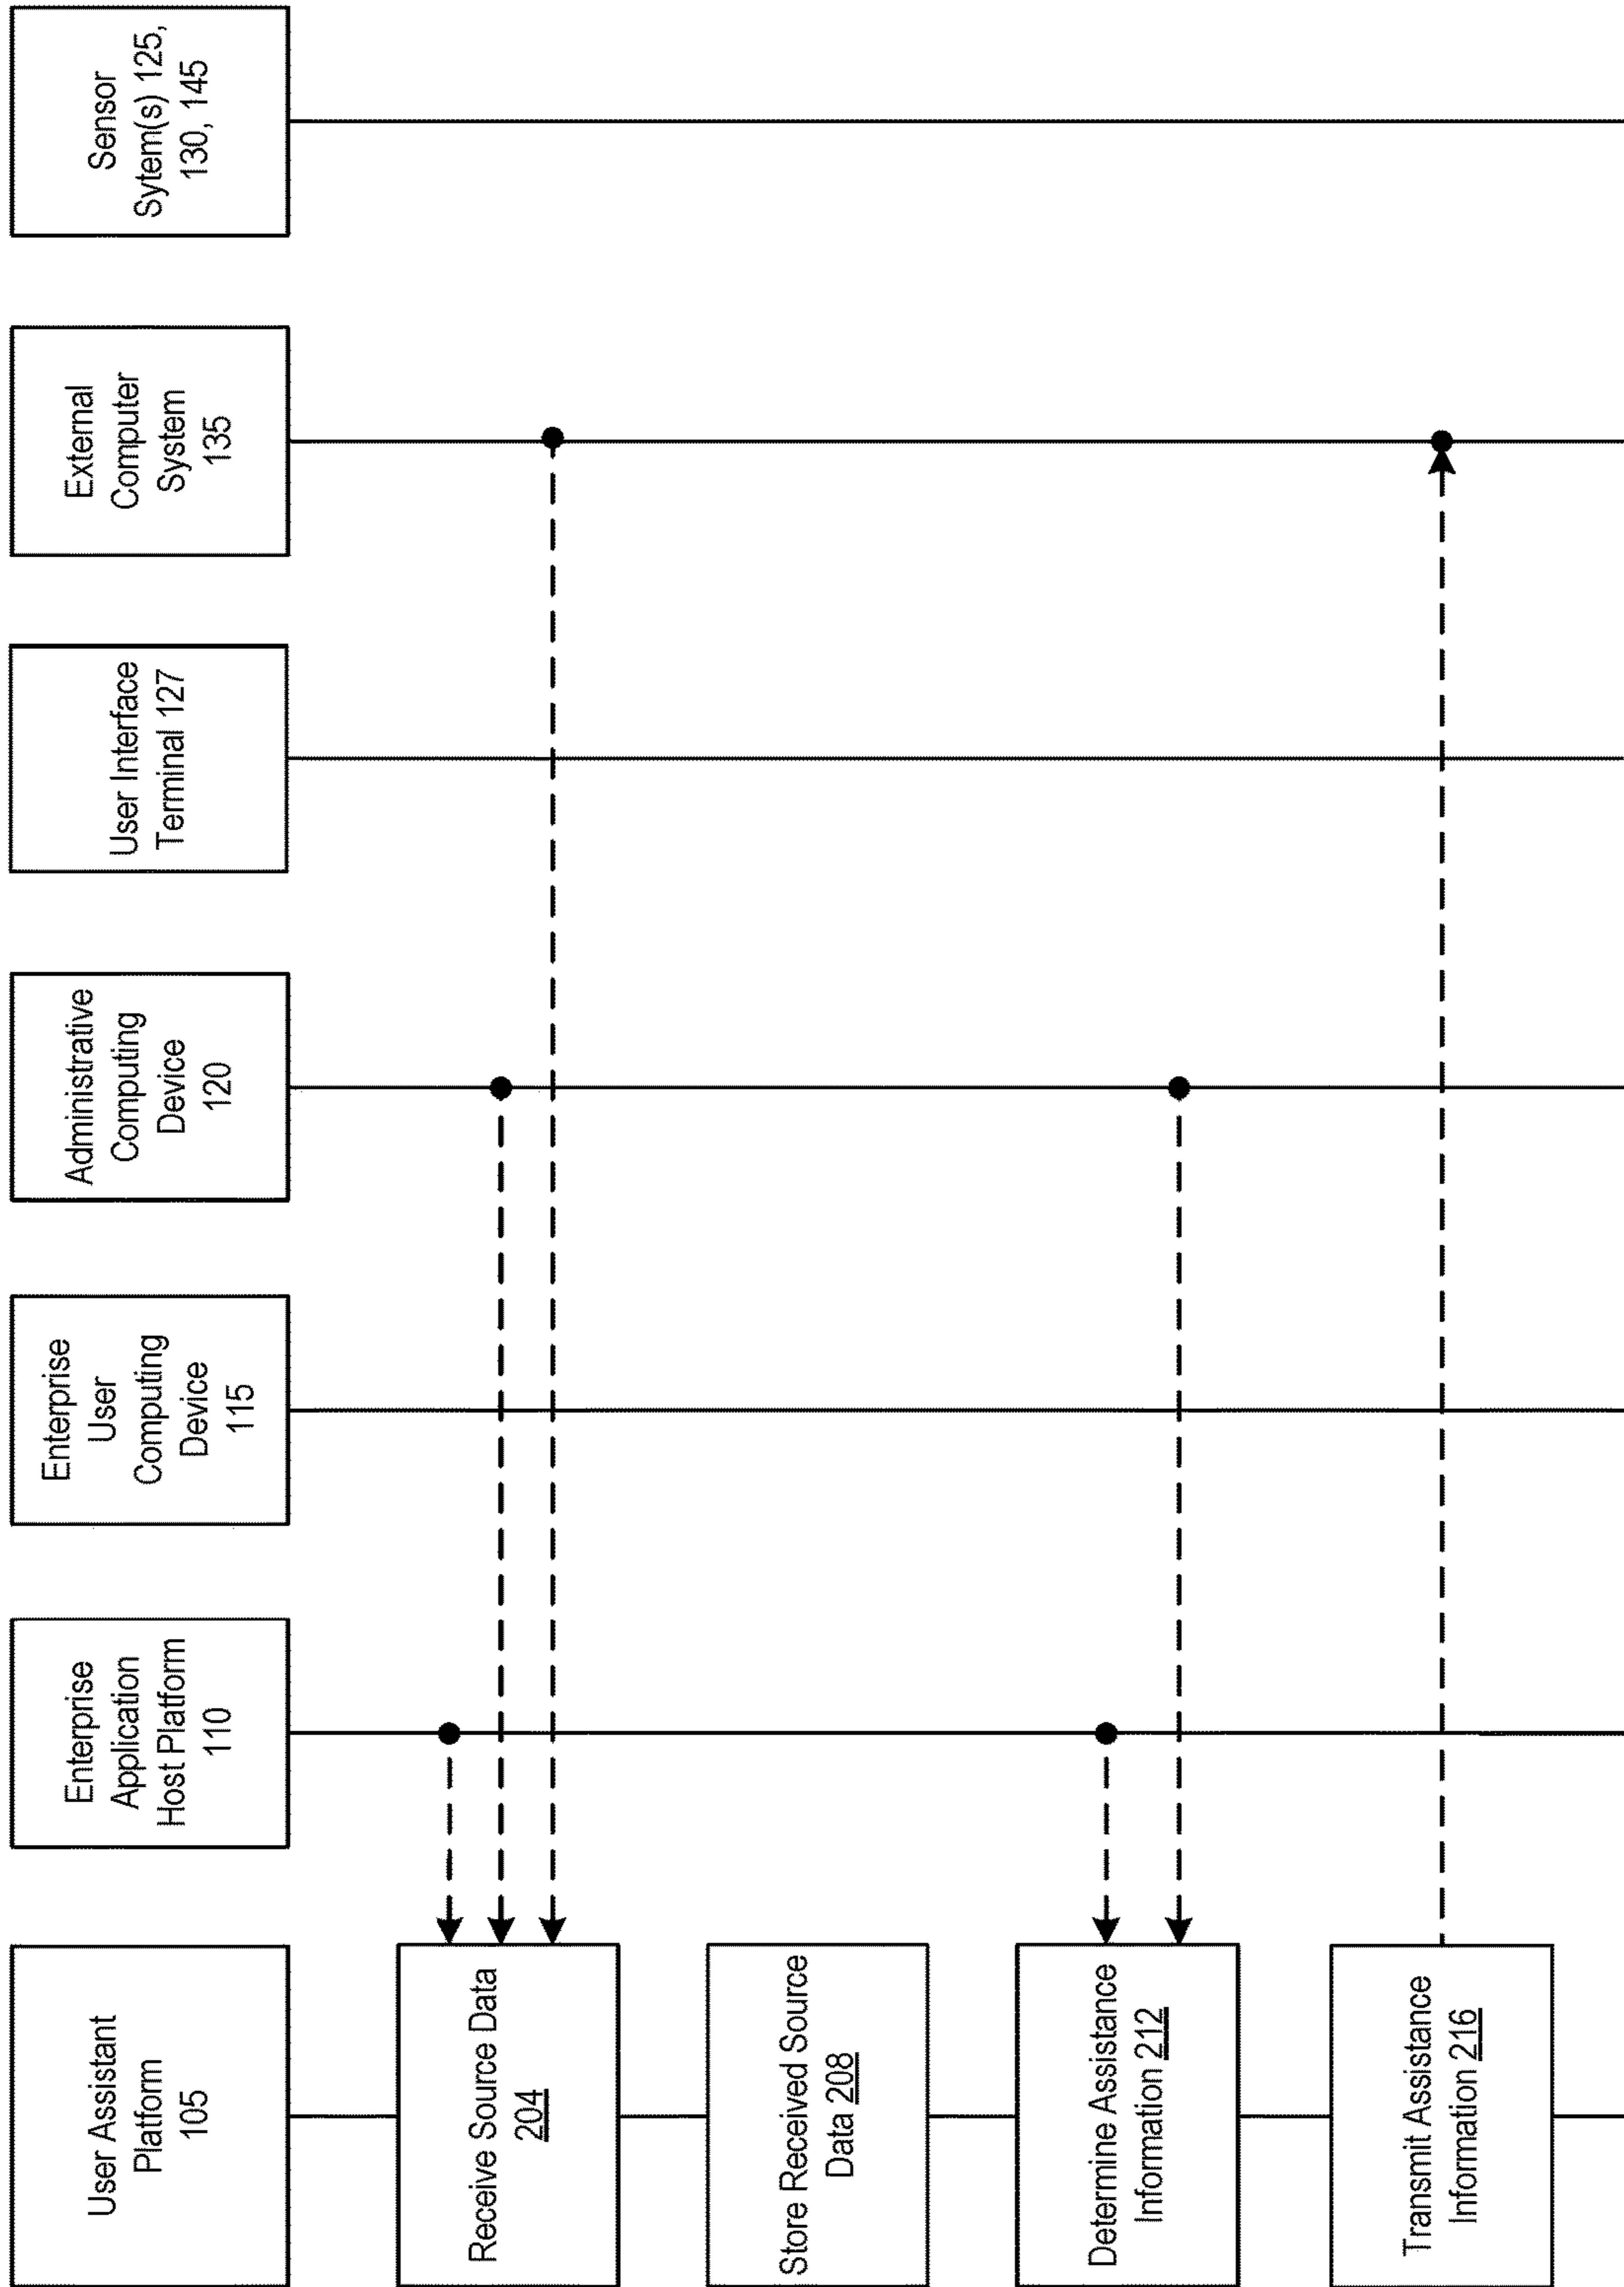 User Assistant
Platform
105
Enterprise
Application
Host Platform
110
Enterprise
User
Computing
Device
115
Administrative
Computing
Device
120
User Interface
Terminal 127
External
Computer
System
135
Sensor
Sytem(s) 125,
130, 145
Receive Source Data
204
Store Received Source
Data 208
Determine Assistance
Information 212
Transmit Assistance
Information 216